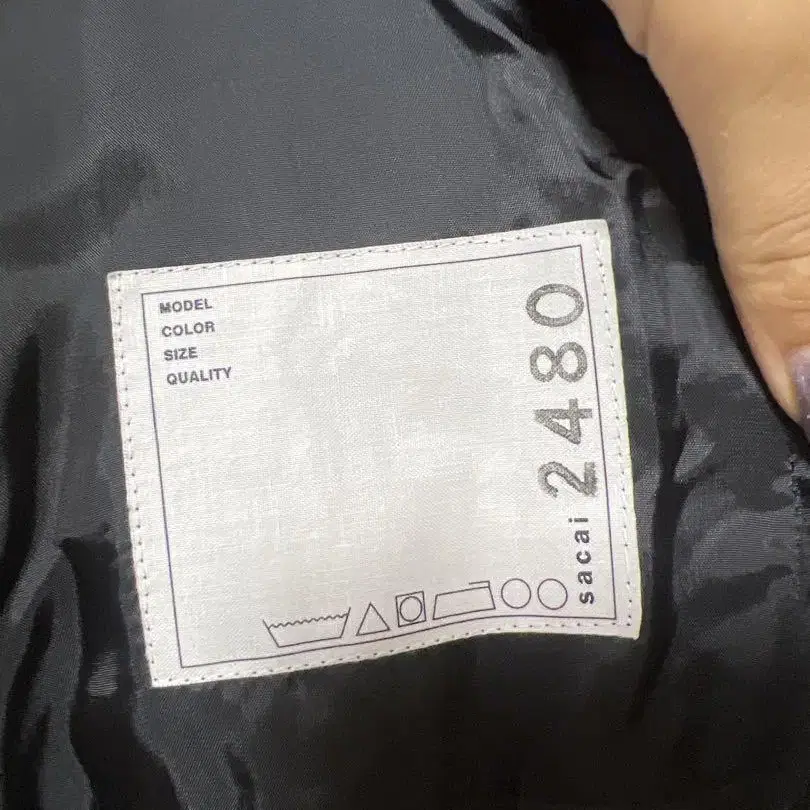 MODEL
COLOR
SIZE
QUALITY
sacai 2480